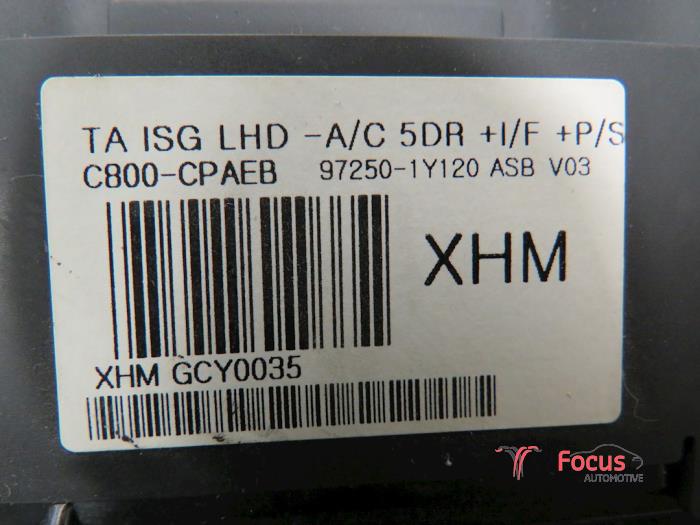 TA ISG LHD -A/C 5DR +I/F +P/S
C800-CPAEB 97250-1Y120 ASB V03
XHM
XHM GCY0035
Focus
AUTOMOTIVE